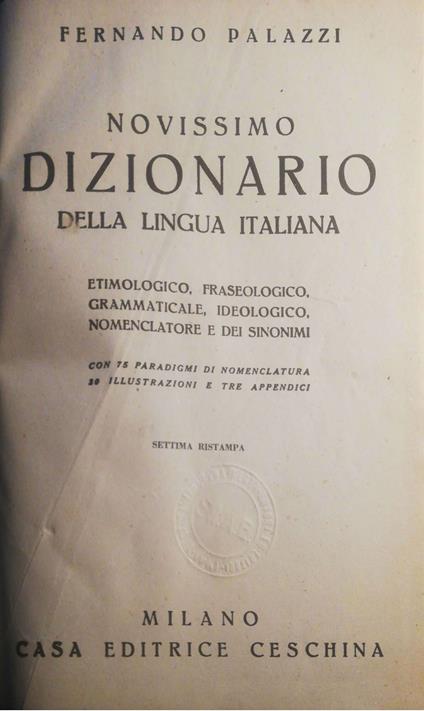 FERNANDO PALAZZI
NOVISSIMO
DIZIONARIO
DELLA LINGUA ITALIANA
ETIMOLOGICO, FRASEOLOGICO,
GRAMMATICALE, IDEOLOGICO,
NOMENCLATORE E DEI SINONIMI
CON 75 PARADIGMI DI NOMENCLATURA
ILLUSTRAZIONI E TRE APPENDICI
SETTIMA RISTAMPA
MILANO
CASA EDITRICE CESCHINA